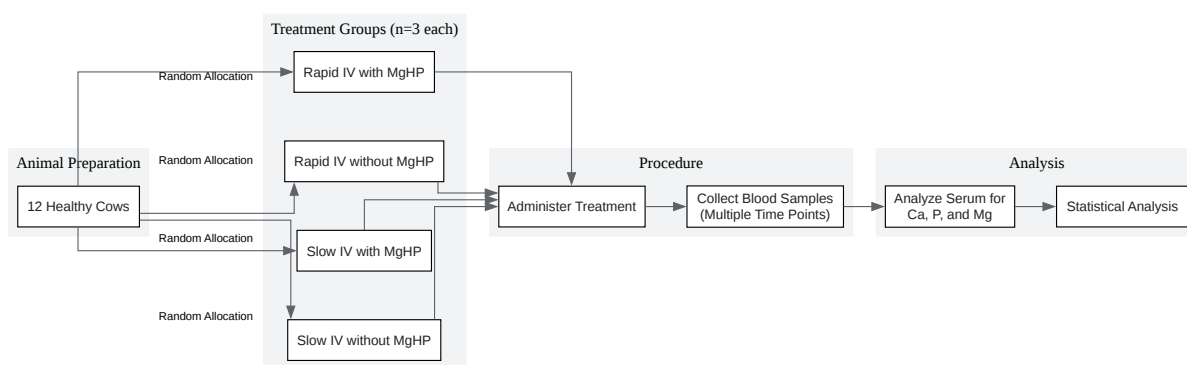 Treatment Groups (n=3 each)
Random Allocation
Rapid IV with MgHP
Animal Preparation
Random Allocation
Rapid IV without MgHP
Procedure
Analysis
12 Healthy Cows
Administer Treatment
Collect Blood Samples
(Multiple Time Points)
Analyze Serum for
Ca, P, and Mg
Statistical Analysis
Random Allocation
Slow IV with MgHP
Random Allocation
Slow IV without MgHP